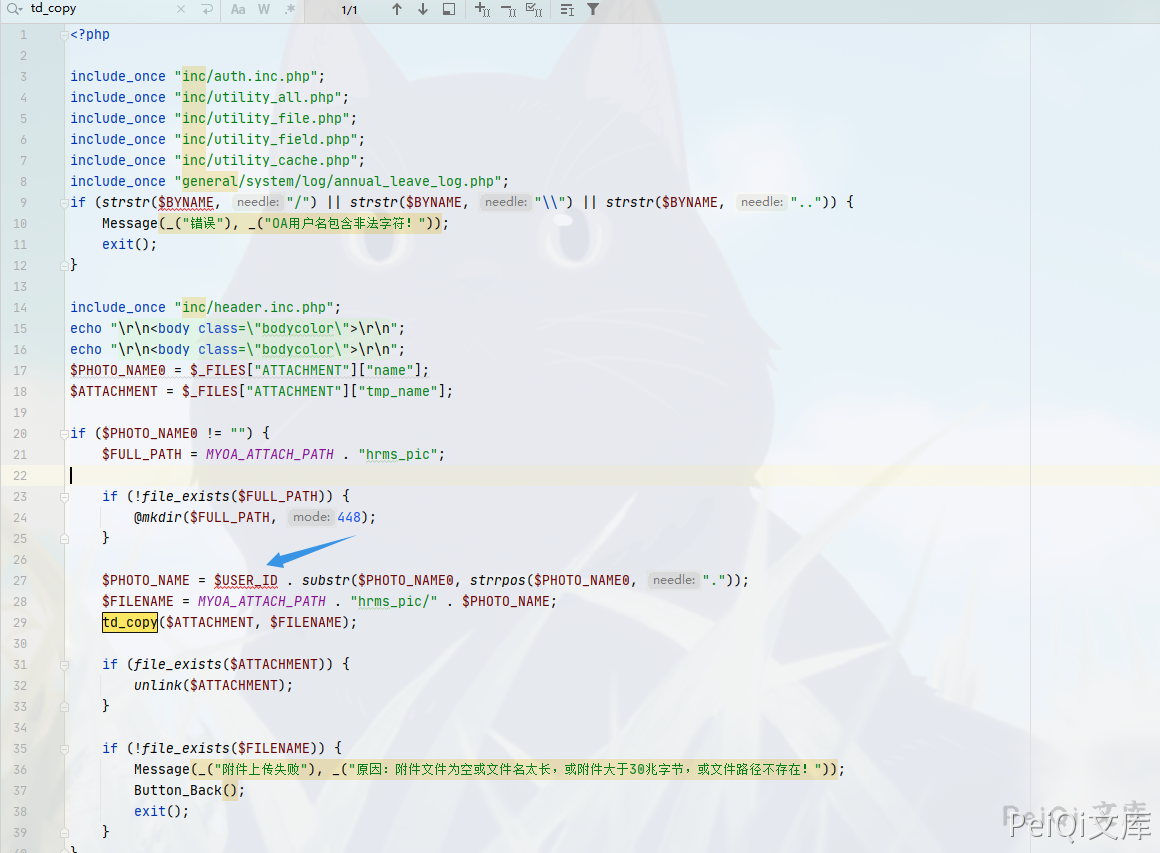 td_copy Aa W .* 1/1
1 <?php
2
3 include_once "inc/auth.inc.php";
4 include_once "inc/utility_all.php";
5 include_once "inc/utility_file.php";
6 include_once "inc/utility_field.php";
7 include_once "inc/utility_cache.php";
8 include_once "general/system/log/annual_leave_log.php";
9 if (strstr($BYNAME, needle: "/") || strstr($BYNAME, needle: "\\") || strstr($BYNAME, needle: "..")) {
10 Message(_("错误"), _("OA用户名包含非法字符！"));
11 exit();
12 }
13
14 include_once "inc/header.inc.php";
15 echo "\r\n<body class=\"bodycolor\">\r\n";
16 echo "\r\n<body class=\"bodycolor\">\r\n";
17 $PHOTO_NAME0 = $_FILES["ATTACHMENT"]["name"];
18 $ATTACHMENT = $_FILES["ATTACHMENT"]["tmp_name"];
19
20 if ($PHOTO_NAME0 != "") {
21 $FULL_PATH = MYOA_ATTACH_PATH . "hrms_pic";
22
23 if (!file_exists($FULL_PATH)) {
24 @mkdir($FULL_PATH, mode: 448);
25 }
26
27 $PHOTO_NAME = $USER_ID . substr($PHOTO_NAME0, strrpos($PHOTO_NAME0, needle: "."));
28 $FILENAME = MYOA_ATTACH_PATH . "hrms_pic/" . $PHOTO_NAME;
29 td_copy($ATTACHMENT, $FILENAME);
30
31 if (file_exists($ATTACHMENT)) {
32 unlink($ATTACHMENT);
33 }
34
35 if (!file_exists($FILENAME)) {
36 Message(_("附件上传失败"), _("原因：附件文件为空或文件名太长，或附件大于30兆字节，或文件路径不存在！"));
37 Button_Back();
38 exit();
39 }
40 }
PeiQi 文库
PeiQi文库